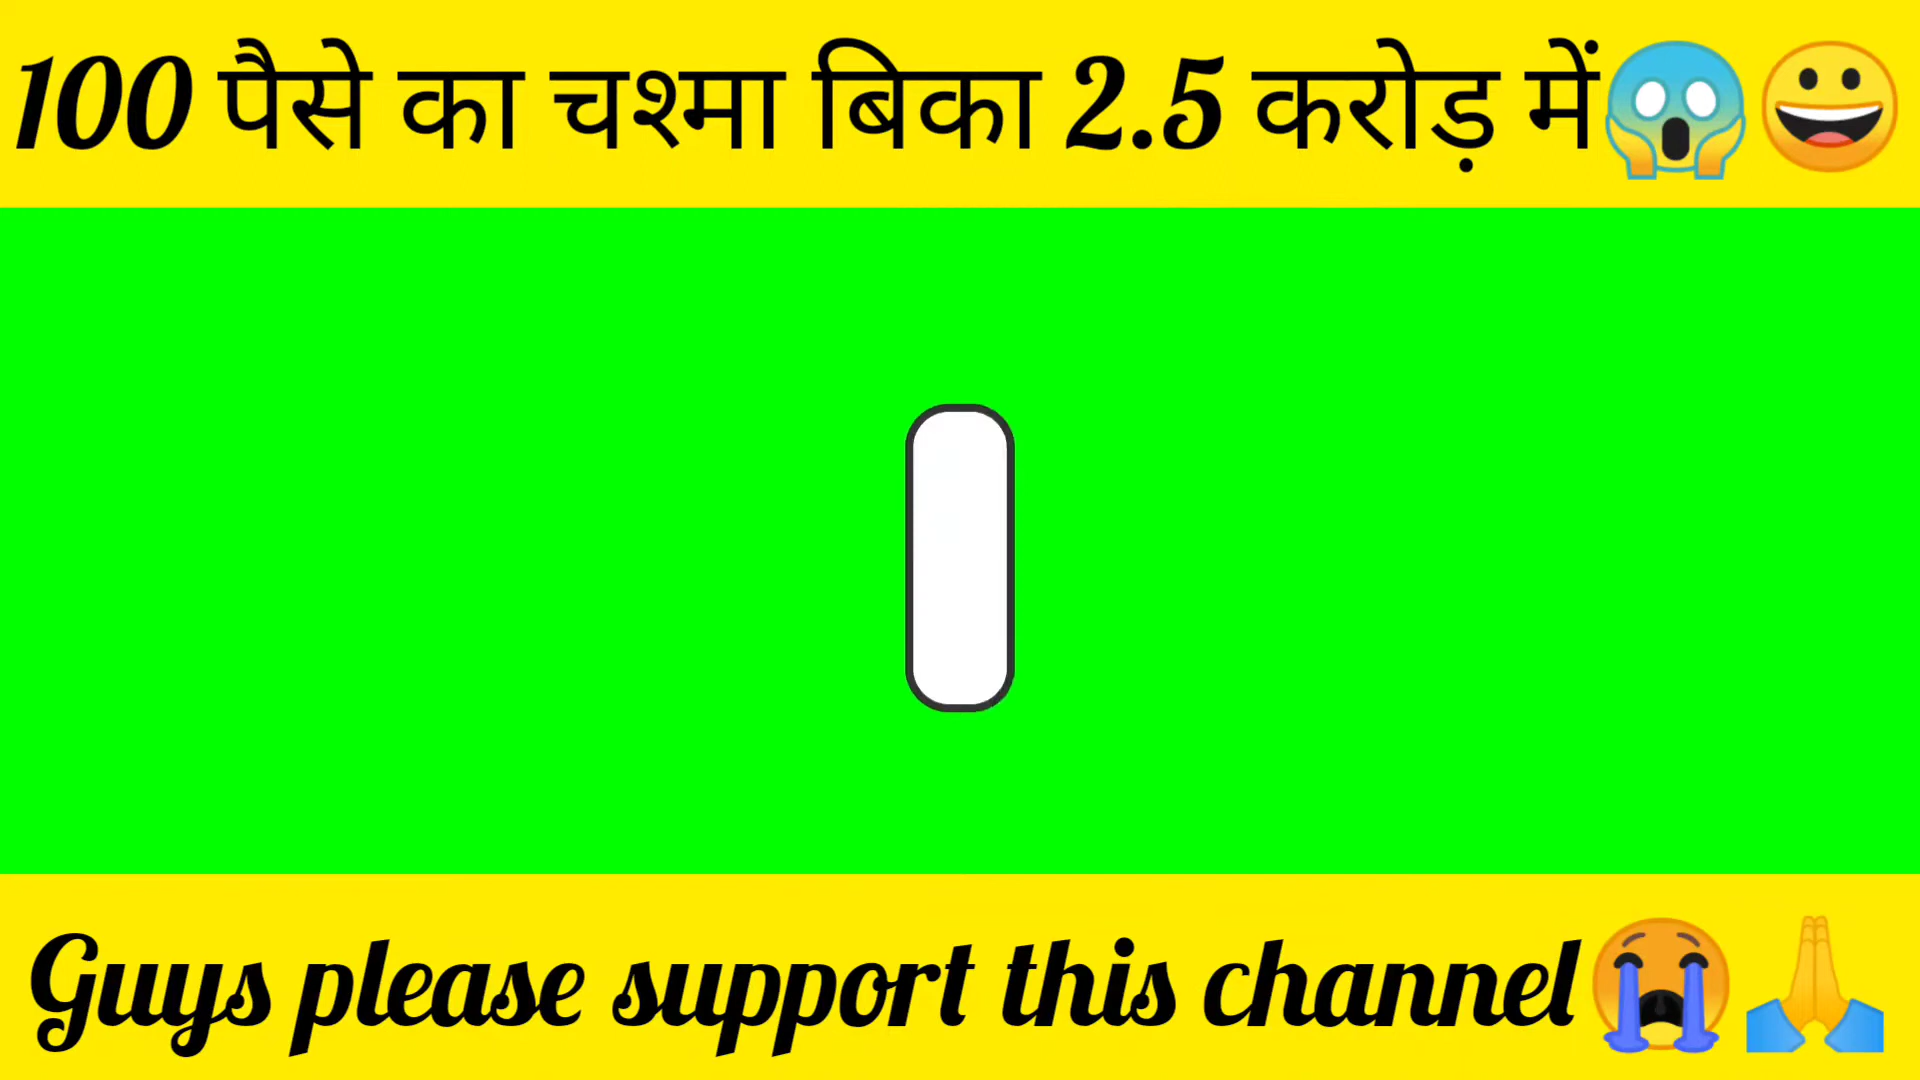 100 पैसे का चश्मा बिका 2.5 करोड़ में😱😀
Guys please support this channel😭🙏